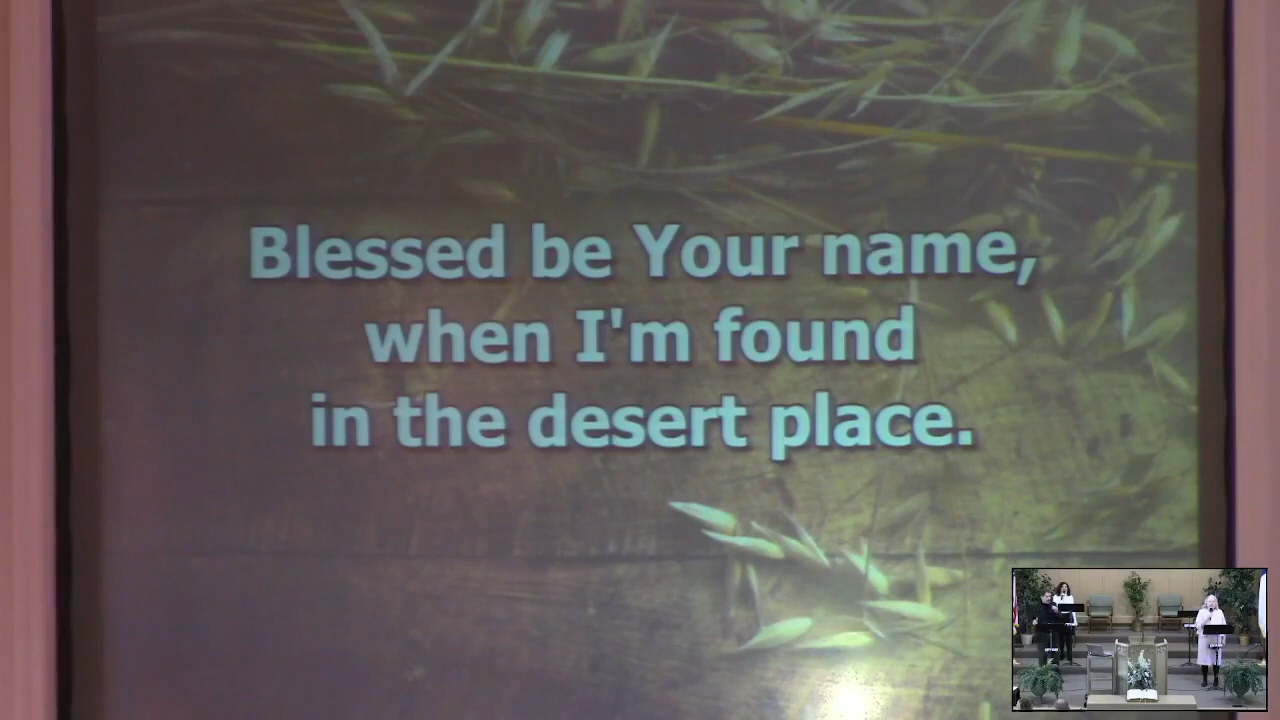 Blessed be Your name,
when I'm found
in the desert place.